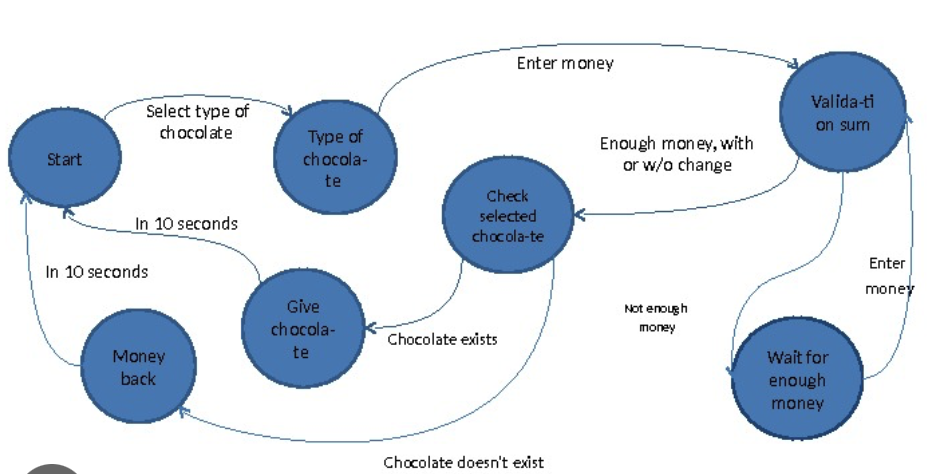 Enter money
Select type of
chocolate
Valida-ti
on sum
Start
Type of
chocola-
te
Enough money, with
or w/o change
Check
selected
chocola-te
In 10 seconds
In 10 seconds
Enter
money
Give
chocola-
te
Not enough
money
Chocolate exists
Money
back
Wait for
enough
money
Chocolate doesn't exist